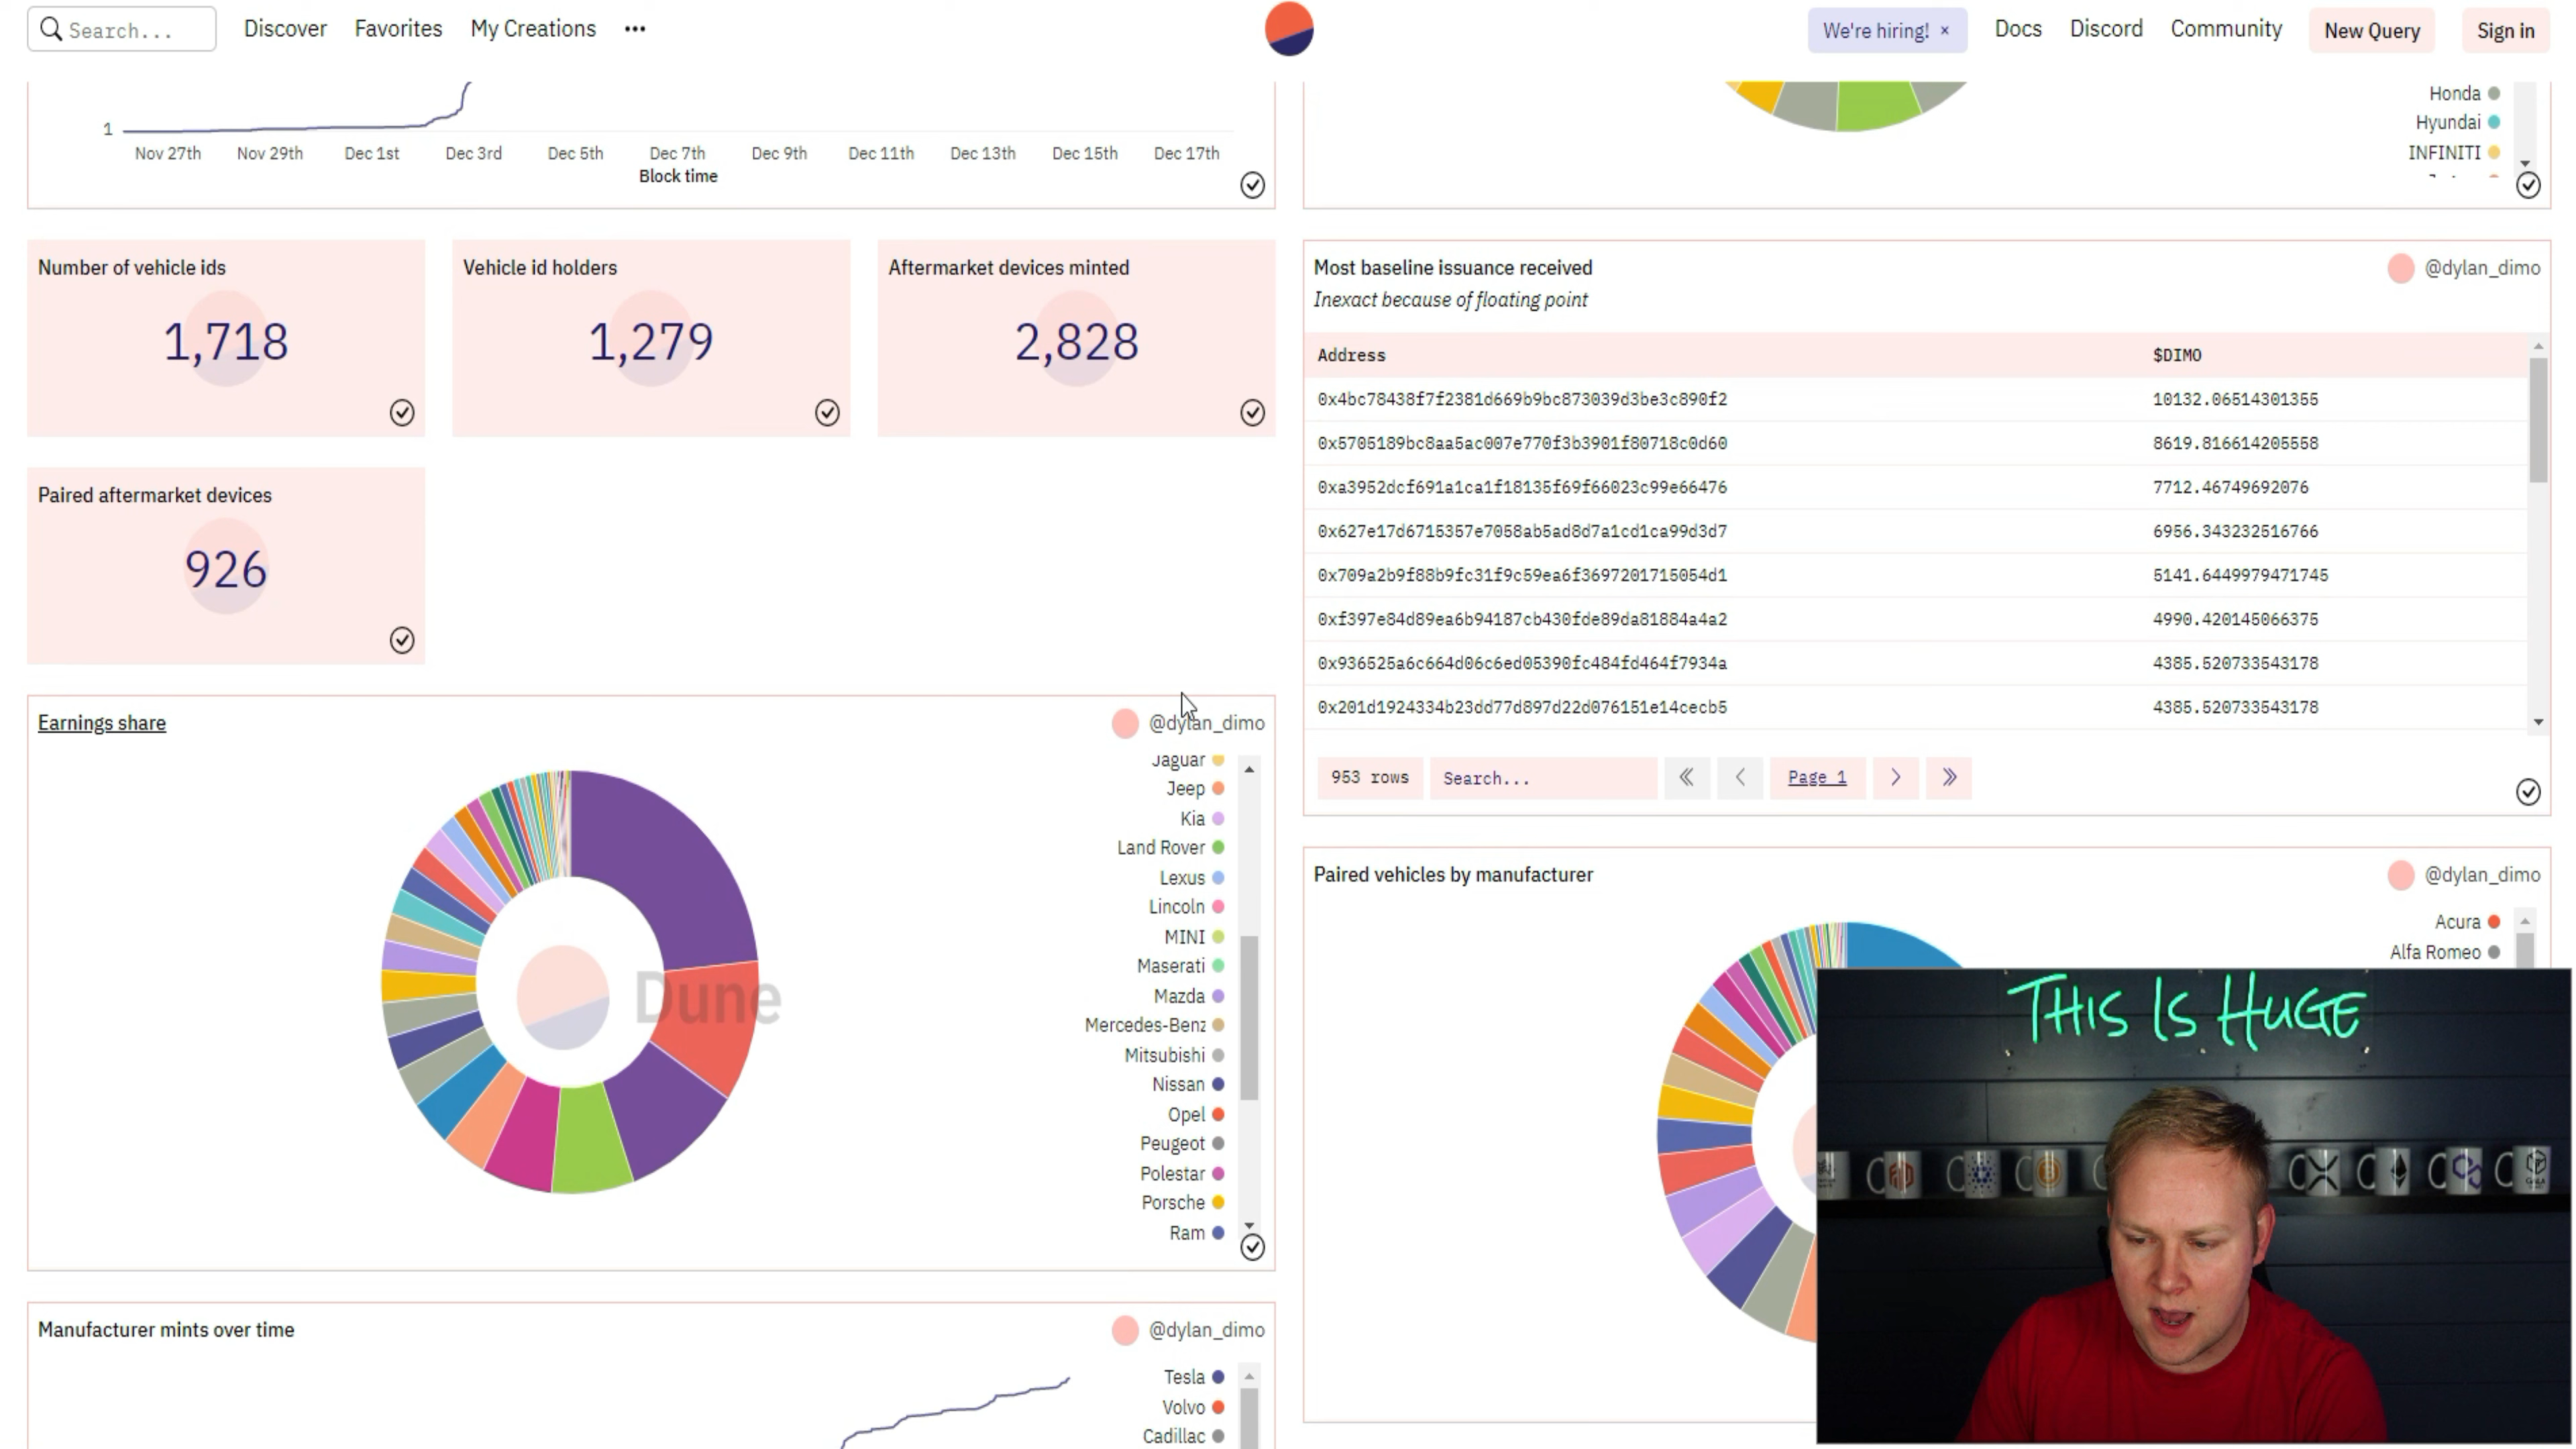 Search...
Discover
Favorites
My Creations
We're hiring! ×
Docs
Discord
Community
New Query
Sign in
1
Nov 27th
Nov 29th
Dec 1st
Dec 3rd
Dec 5th
Dec 7th
Dec 9th
Dec 11th
Dec 13th
Dec 15th
Dec 17th
Block time
Honda
Hyundai
INFINITI
Number of vehicle ids
1,718
Vehicle id holders
1,279
Aftermarket devices minted
2,828
Paired aftermarket devices
926
Most baseline issuance received
@dylan_dimo
Inexact because of floating point
Address $DIMO
0x4bc78438f7f2381d669b9bc873039d3be3c890f2 10132.06514301355
0x5705189bc8aa5ac007e770f3b3901f80718c0d60 8619.816614205558
0xa3952dcf691a1ca1f18135f69f66023c99e66476 7712.46749692076
0x627e17d6715357e7058ab5ad8d7a1cd1ca99d3d7 6956.343232516766
0x709a2b9f88b9fc31f9c59ea6f3697201715054d1 5141.6449979471745
0xf397e84d89ea6b94187cb430fde89da81884a4a2 4990.420145066375
0x936525a6c664d06c6ed05390fc484fd464f7934a 4385.520733543178
0x201d1924334b23dd77d897d22d076151e14cecb5 4385.520733543178
953 rows
Search...
Page 1
Earnings share
@dylan_dimo
Jaguar
Jeep
Kia
Land Rover
Lexus
Lincoln
MINI
Maserati
Mazda
Mercedes-Benz
Mitsubishi
Nissan
Opel
Peugeot
Polestar
Porsche
Ram
Dune
Paired vehicles by manufacturer
@dylan_dimo
Acura
Alfa Romeo
THIS IS HUGE
Manufacturer mints over time
@dylan_dimo
Tesla
Volvo
Cadillac